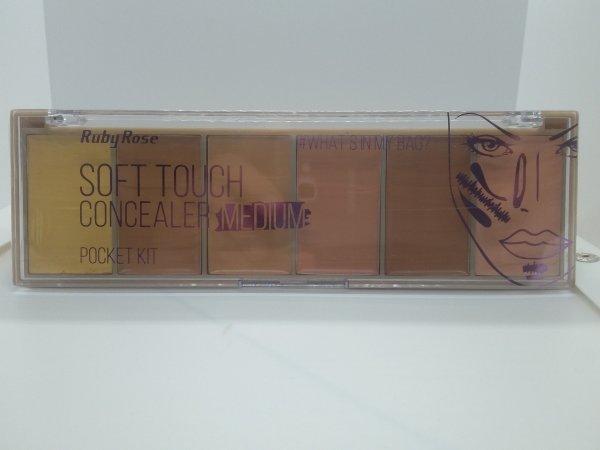 Ruby Rose
#WHAT'S IN MY BAG?
SOFT TOUCH
CONCEALER MEDIUM
POCKET KIT